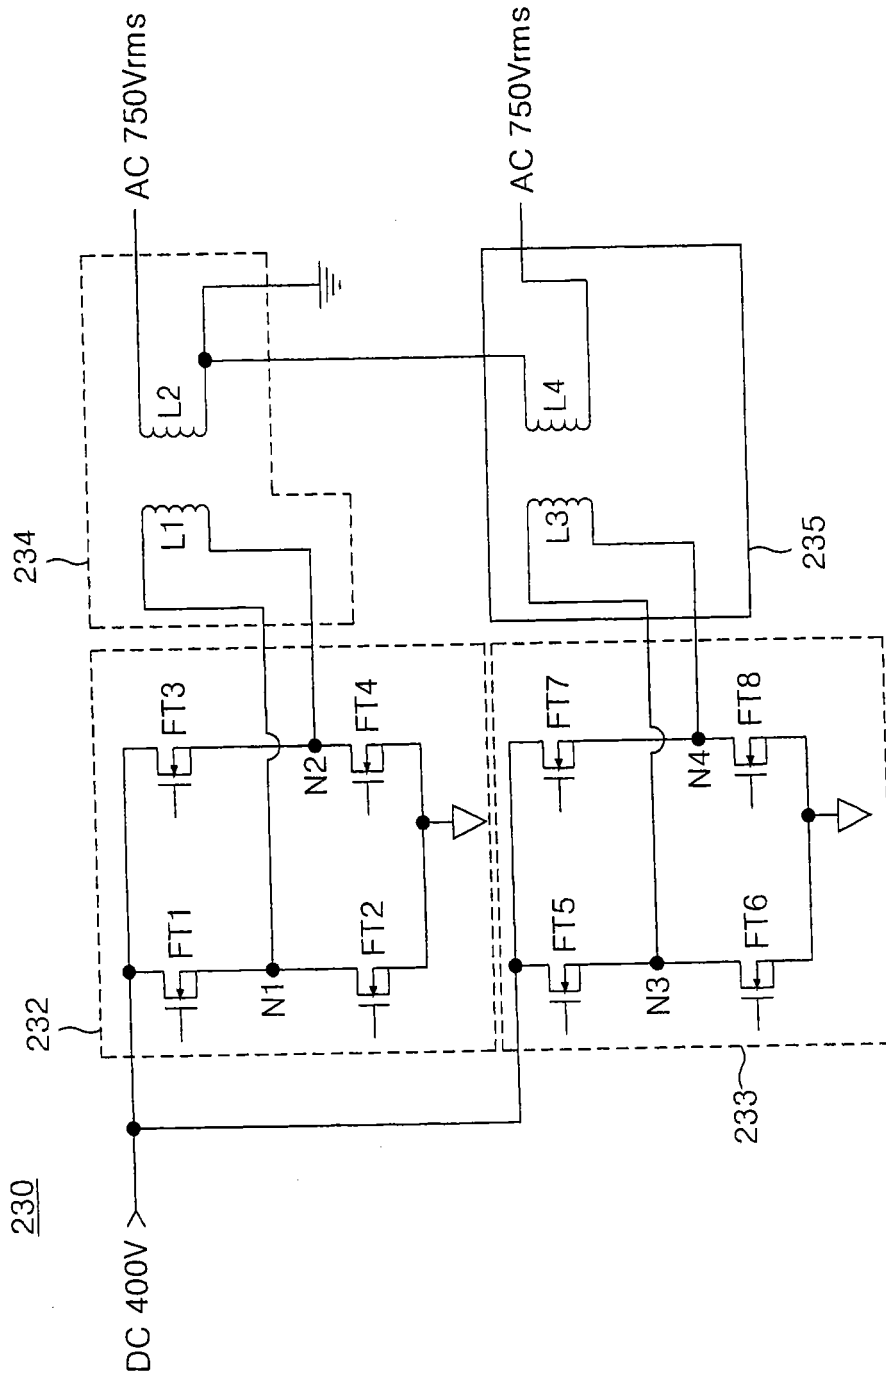 230
DC 400V
232
FT1
FT3
N1
N2
FT2
FT4
234
L1
L2
AC 750Vrms
233
FT5
FT7
N3
N4
FT6
FT8
235
L3
L4
AC 750Vrms